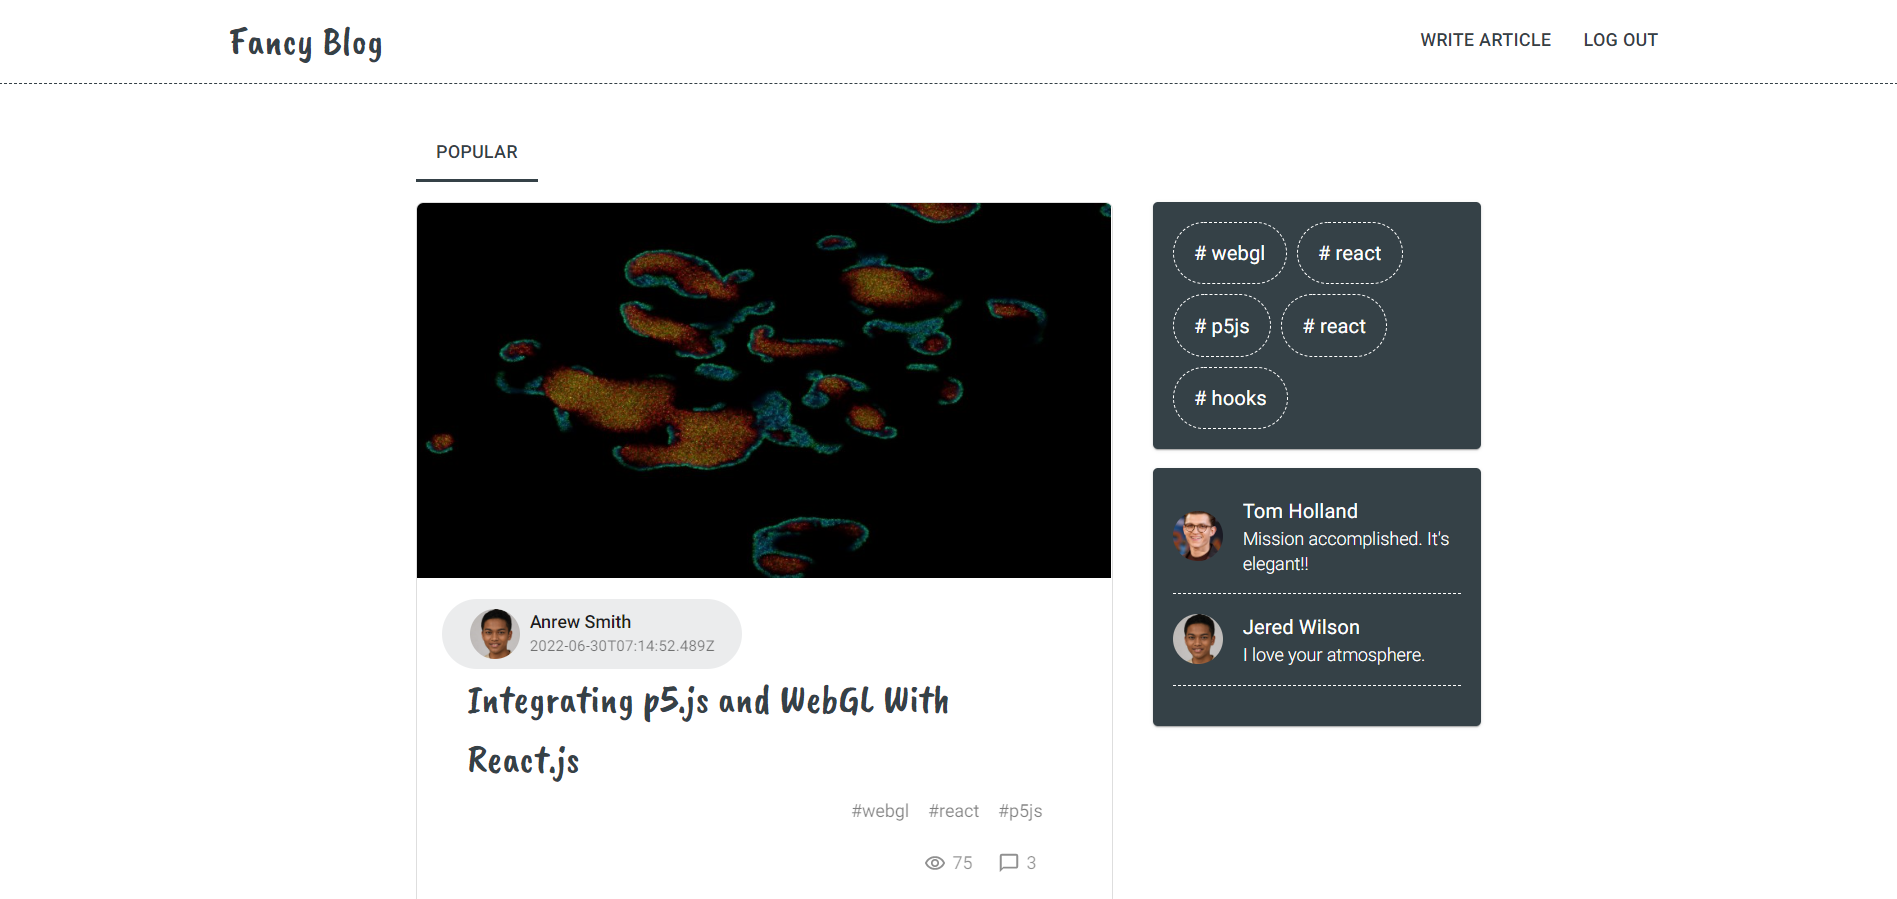 Fancy Blog
WRITE ARTICLE LOG OUT
POPULAR
Anrew Smith
2022-06-30T07:14:52.489Z
Integrating p5.js and WebGL With
React.js
#webgl #react #p5js
75 3
# webgl # react
# p5js # react
# hooks
Tom Holland
Mission accomplished. It's
elegant!!
Jered Wilson
I love your atmosphere.